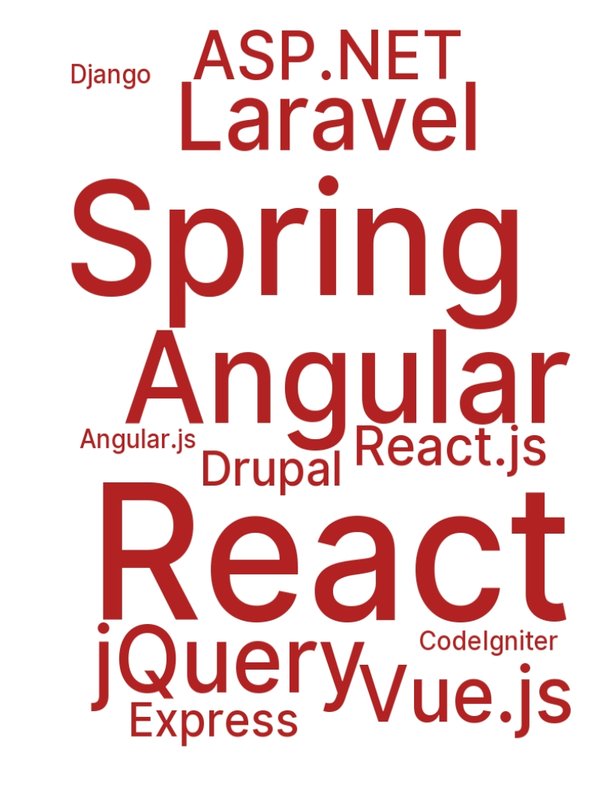 ASP.NET
Django
Laravel
Spring
Angular
Angular.js
React.js
Drupal
React
CodeIgniter
jQuery
Vue.js
Express